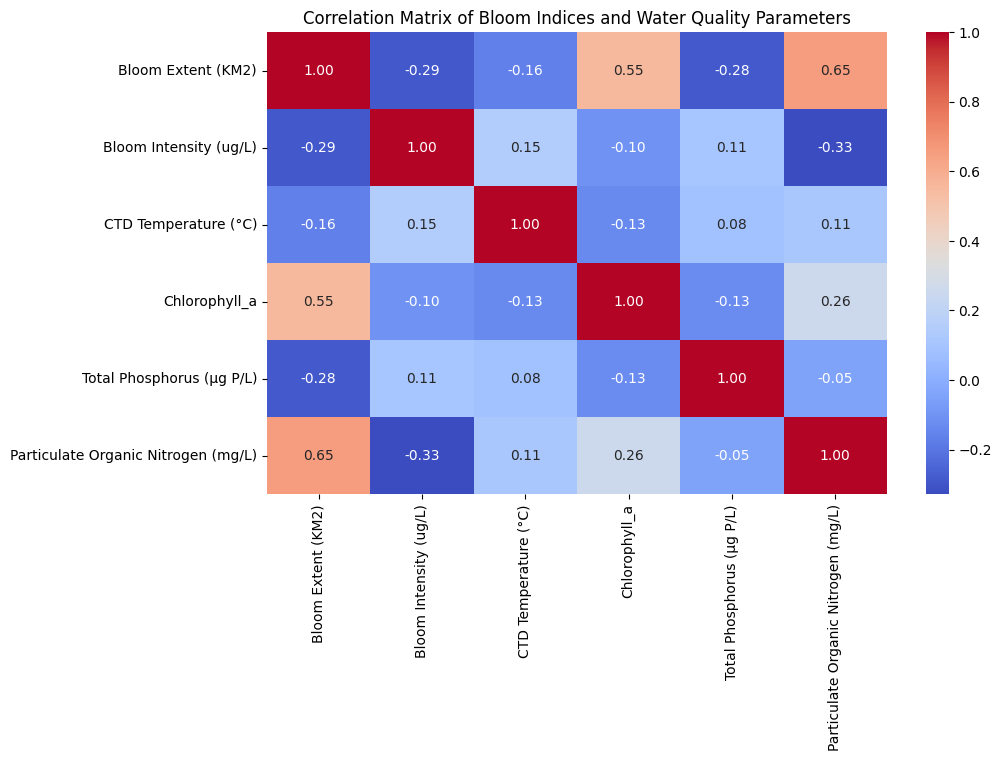 Correlation Matrix of Bloom Indices and Water Quality Parameters
Bloom Extent (KM2) 1.00 -0.29 -0.16 0.55 -0.28 0.65
Bloom Intensity (ug/L) -0.29 1.00 0.15 -0.10 0.11 -0.33
CTD Temperature (°C) -0.16 0.15 1.00 -0.13 0.08 0.11
Chlorophyll_a 0.55 -0.10 -0.13 1.00 -0.13 0.26
Total Phosphorus (µg P/L) -0.28 0.11 0.08 -0.13 1.00 -0.05
Particulate Organic Nitrogen (mg/L) 0.65 -0.33 0.11 0.26 -0.05 1.00
Bloom Extent (KM2)
Bloom Intensity (ug/L)
CTD Temperature (°C)
Chlorophyll_a
Total Phosphorus (µg P/L)
Particulate Organic Nitrogen (mg/L)
1.0
0.8
0.6
0.4
0.2
0.0
−0.2